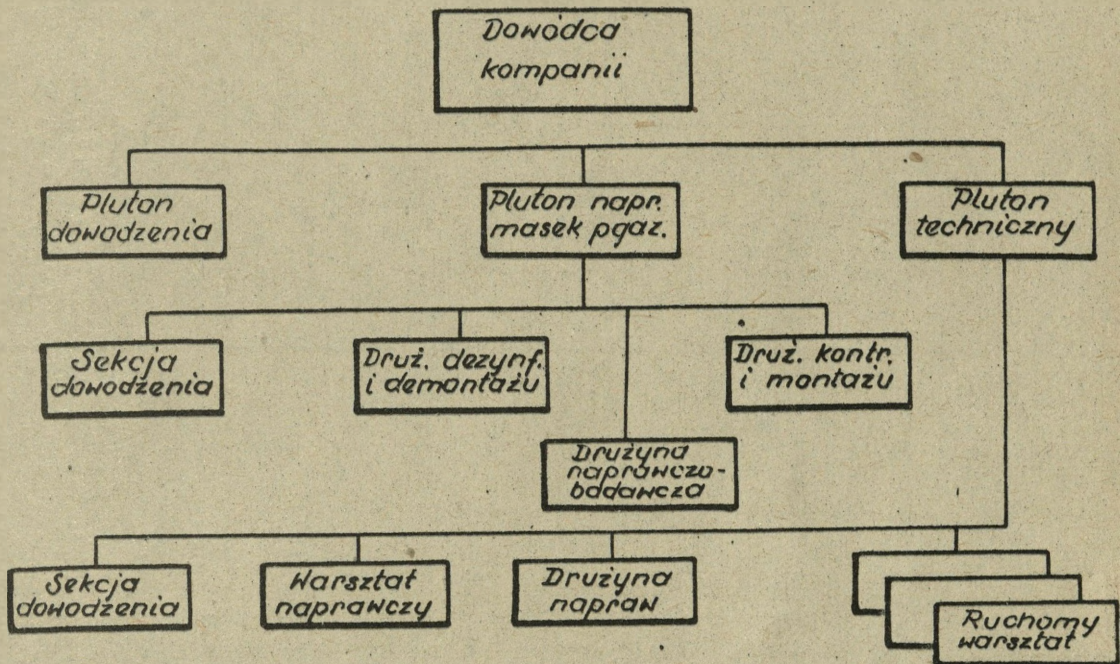 Dowódca
kompanii
Pluton
dowodzenia
Pluton napr.
masek pgaz.
Pluton
techniczny
Sekcja
dowodzenia
Druż. dezynf.
i demontażu
Druż. kontr.
i montażu
Drużyna
naprawczo-
badawcza
Sekcja
dowodzenia
Warsztat
naprawczy
Drużyna
napraw
Ruchomy
warsztat